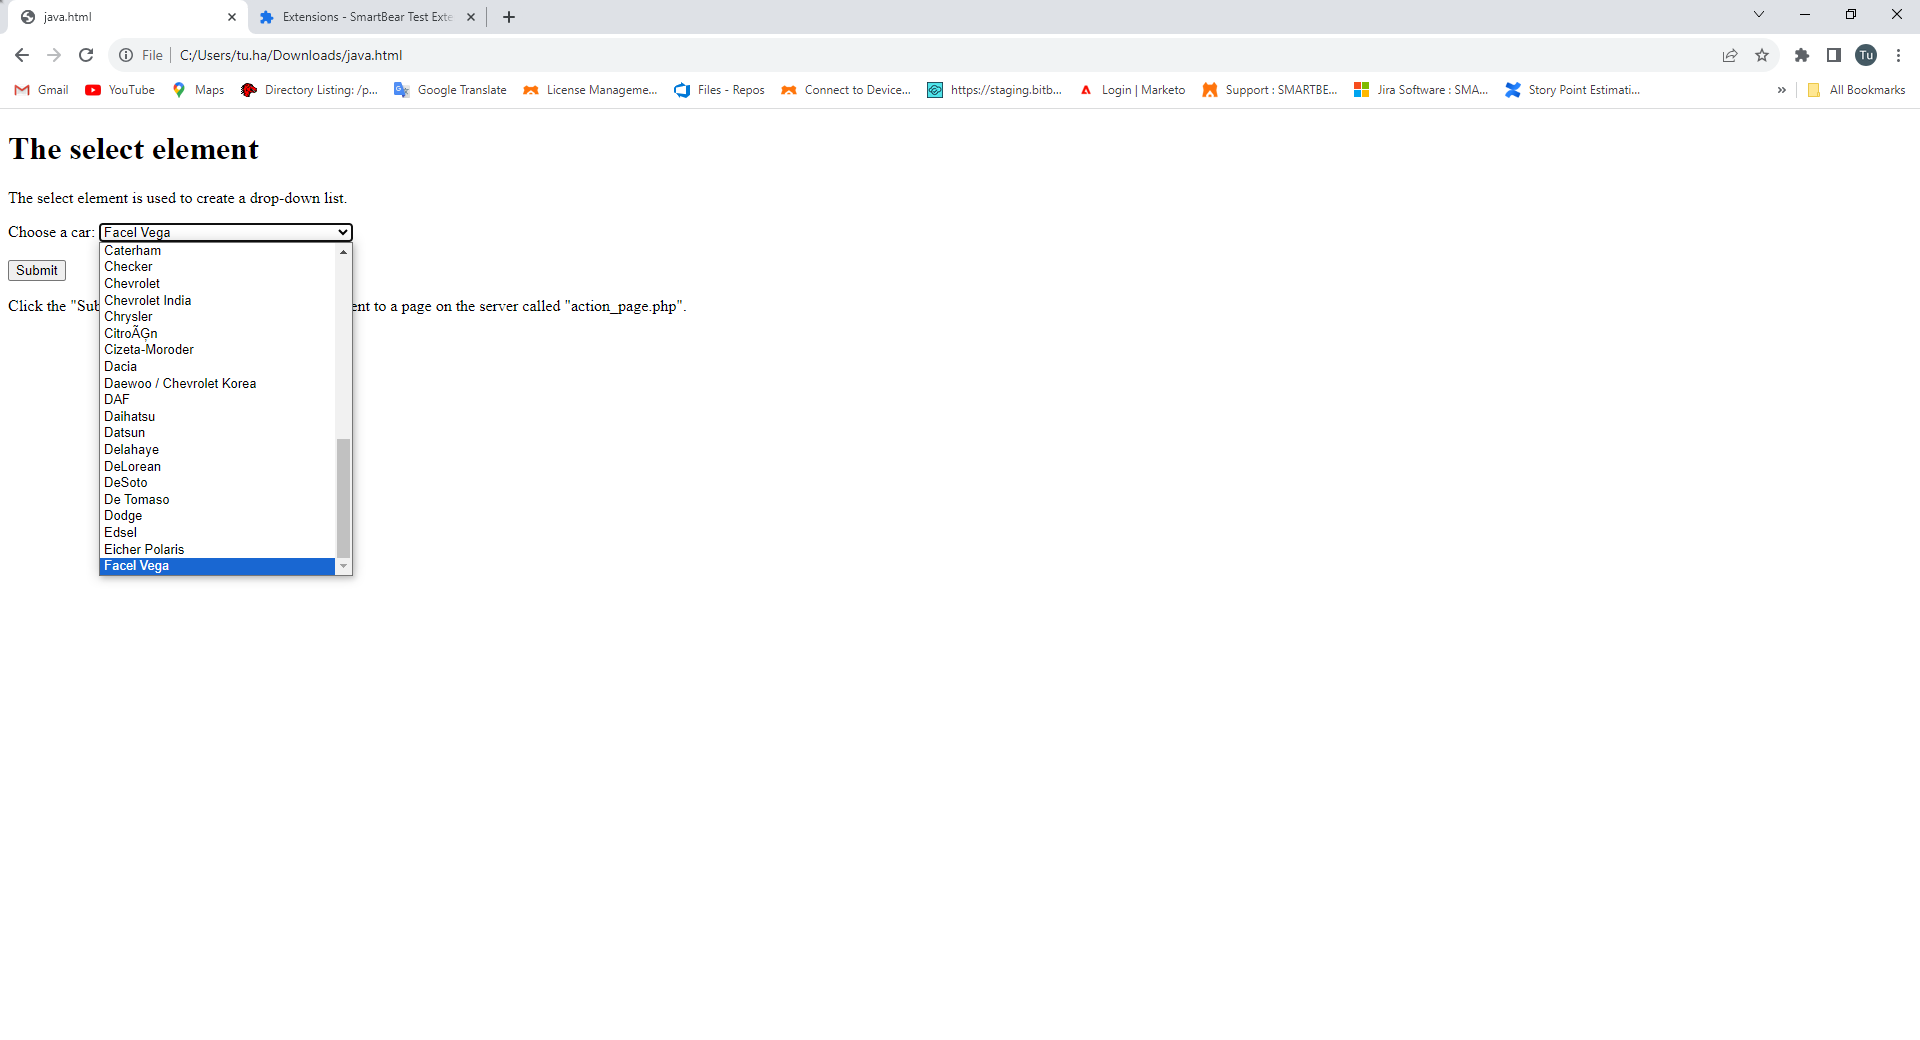 java.html
Extensions - SmartBear Test Exte
File
C:/Users/tu.ha/Downloads/java.html
Tu
Gmail
YouTube
Maps
Directory Listing: /p...
Google Translate
License Manageme...
Files - Repos
Connect to Device...
https://staging.bitb...
Login | Marketo
Support : SMARTBE...
Jira Software : SMA...
Story Point Estimati...
»
All Bookmarks
The select element
The select element is used to create a drop-down list.
Choose a car: Facel Vega
Caterham
Checker
Chevrolet
Chevrolet India
Chrysler
CitroÃĢn
Cizeta-Moroder
Dacia
Daewoo / Chevrolet Korea
DAF
Daihatsu
Datsun
Delahaye
DeLorean
DeSoto
De Tomaso
Dodge
Edsel
Eicher Polaris
Facel Vega
Submit
Click the "Sub ent to a page on the server called "action_page.php".